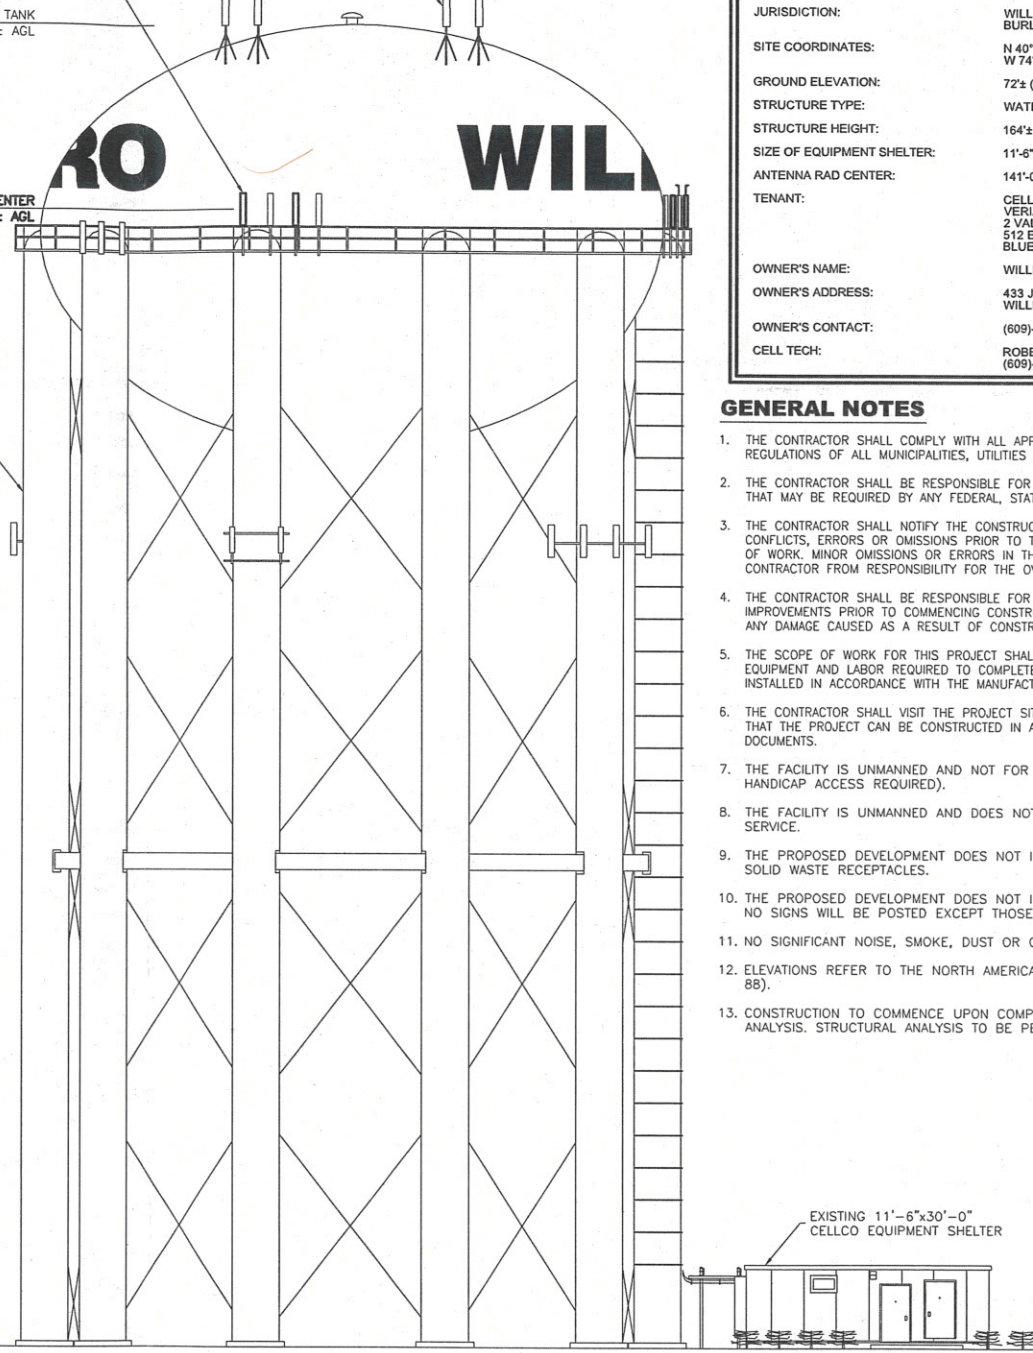 TANK
AGL
RO WILL
ENTER
: AGL
JURISDICTION: WILL
BURL
SITE COORDINATES: N 40°
W 74°
GROUND ELEVATION: 72'± (
STRUCTURE TYPE: WAT
STRUCTURE HEIGHT: 164'±
SIZE OF EQUIPMENT SHELTER: 11'-6"
ANTENNA RAD CENTER: 141'-0
TENANT: CELL
VERI
2 VAL
512 E
BLUE
OWNER'S NAME: WILL
OWNER'S ADDRESS: 433 J
WILL
OWNER'S CONTACT: (609)-
CELL TECH: ROBE
(609)-
GENERAL NOTES
1. THE CONTRACTOR SHALL COMPLY WITH ALL APP
REGULATIONS OF ALL MUNICIPALITIES, UTILITIES
2. THE CONTRACTOR SHALL BE RESPONSIBLE FOR
THAT MAY BE REQUIRED BY ANY FEDERAL, STAT
3. THE CONTRACTOR SHALL NOTIFY THE CONSTRUC
CONFLICTS, ERRORS OR OMISSIONS PRIOR TO T
OF WORK. MINOR OMISSIONS OR ERRORS IN TH
CONTRACTOR FROM RESPONSIBILITY FOR THE OV
4. THE CONTRACTOR SHALL BE RESPONSIBLE FOR
IMPROVEMENTS PRIOR TO COMMENCING CONSTR
ANY DAMAGE CAUSED AS A RESULT OF CONSTR
5. THE SCOPE OF WORK FOR THIS PROJECT SHAL
EQUIPMENT AND LABOR REQUIRED TO COMPLETE
INSTALLED IN ACCORDANCE WITH THE MANUFACT
6. THE CONTRACTOR SHALL VISIT THE PROJECT SIT
THAT THE PROJECT CAN BE CONSTRUCTED IN A
DOCUMENTS.
7. THE FACILITY IS UNMANNED AND NOT FOR
HANDICAP ACCESS REQUIRED).
8. THE FACILITY IS UNMANNED AND DOES NOT
SERVICE.
9. THE PROPOSED DEVELOPMENT DOES NOT I
SOLID WASTE RECEPTACLES.
10. THE PROPOSED DEVELOPMENT DOES NOT I
NO SIGNS WILL BE POSTED EXCEPT THOSE
11. NO SIGNIFICANT NOISE, SMOKE, DUST OR O
12. ELEVATIONS REFER TO THE NORTH AMERICA
88).
13. CONSTRUCTION TO COMMENCE UPON COMP
ANALYSIS. STRUCTURAL ANALYSIS TO BE PE
EXISTING 11'-6"x30'-0"
CELLCO EQUIPMENT SHELTER